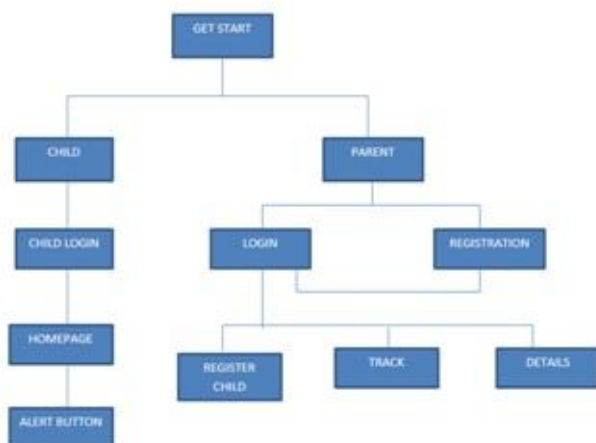 GET START
CHILD
PARENT
CHILD LOGIN
LOGIN
REGISTRATION
HOMEPAGE
REGISTER
CHILD
TRACK
DETAILS
ALERT BUTTON